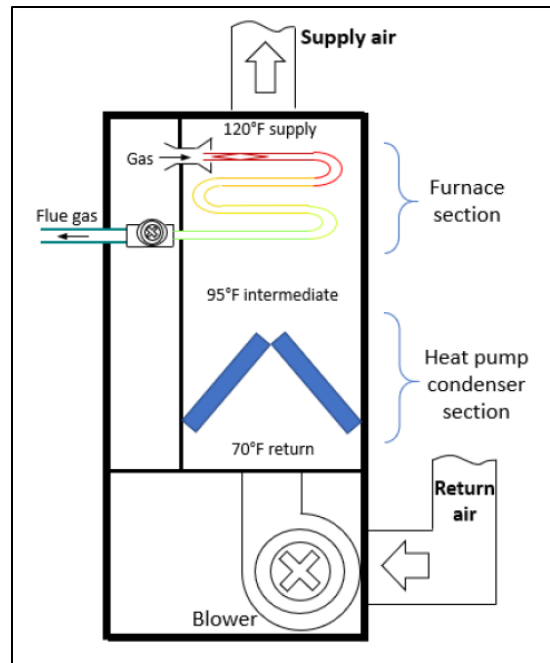 Supply air
120°F supply
Gas
Furnace
section
Flue gas
95°F intermediate
Heat pump
condenser
section
70°F return
Return
air
Blower